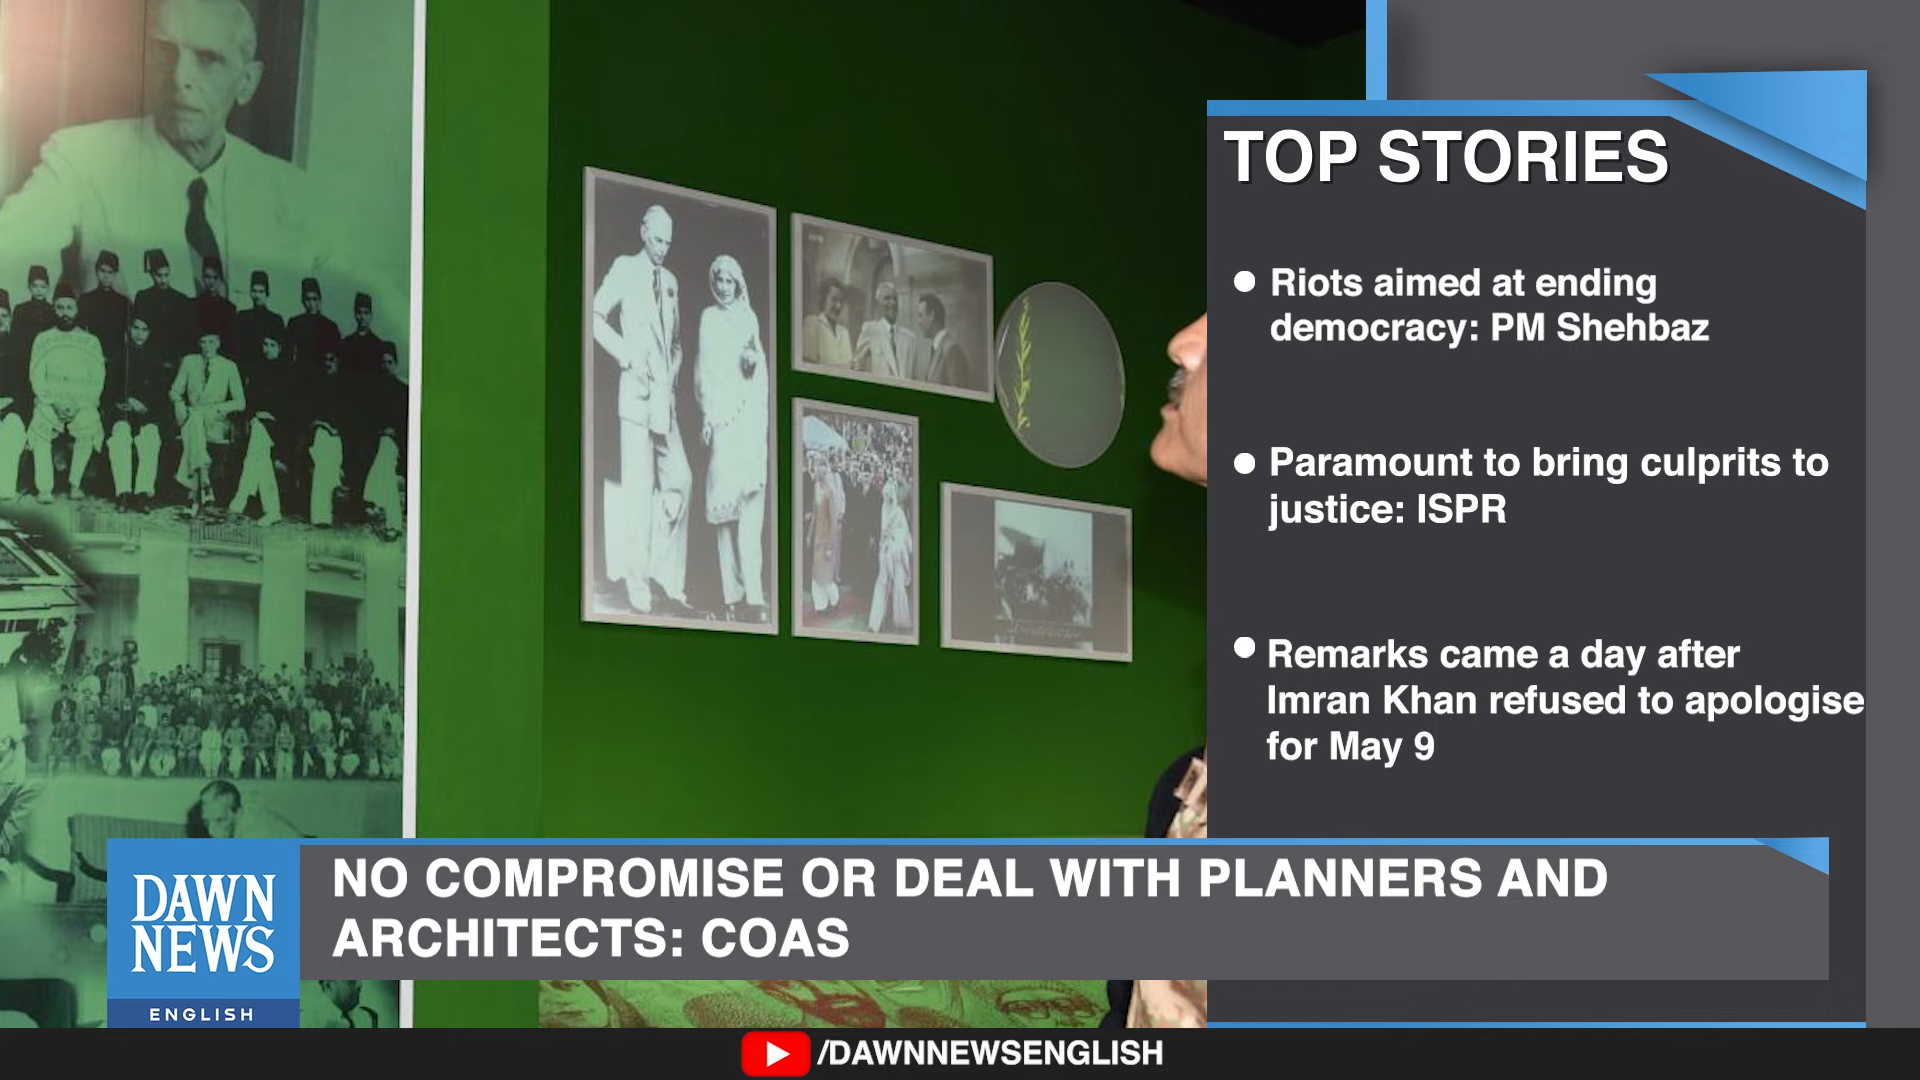 TOP STORIES
Riots aimed at ending
democracy: PM Shehbaz
Paramount to bring culprits to
justice: ISPR
Remarks came a day after
Imran Khan refused to apologise
for May 9
NO COMPROMISE OR DEAL WITH PLANNERS AND
ARCHITECTS: COAS
DAWN
NEWS
ENGLISH
/DAWNNEWSENGLISH